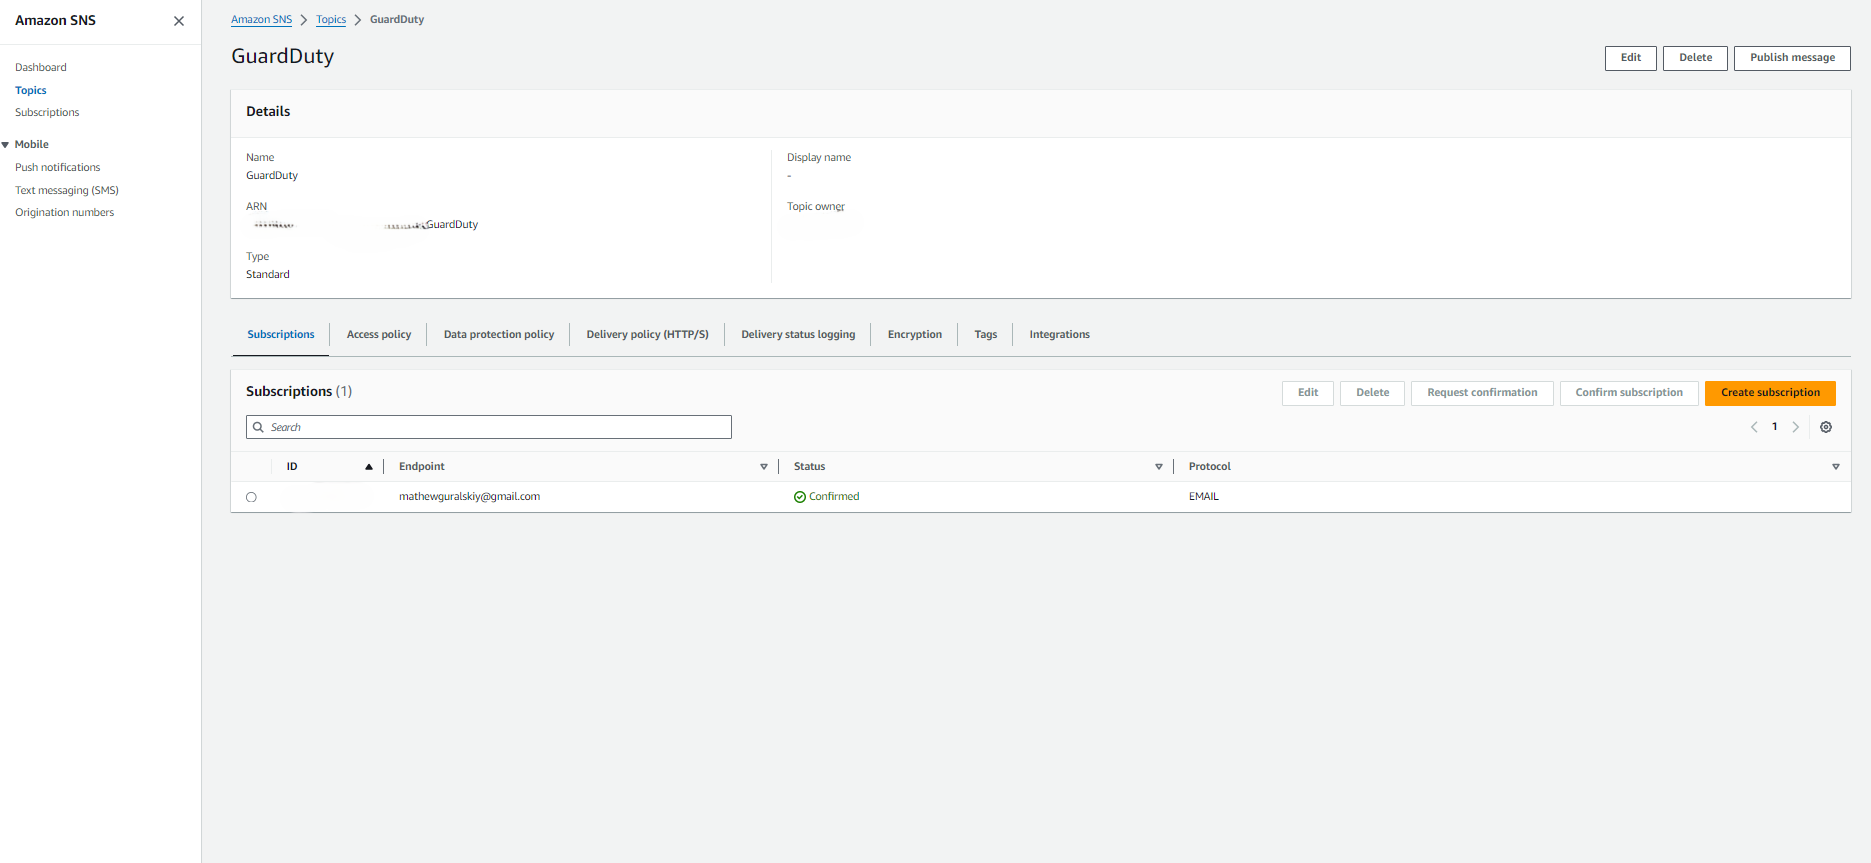 Amazon SNS
Dashboard
Topics
Subscriptions
Mobile
Push notifications
Text messaging (SMS)
Origination numbers
Amazon SNS > Topics > GuardDuty
GuardDuty
Edit Delete Publish message
Details
Name
GuardDuty
ARN
GuardDuty
Type
Standard
Display name
-
Topic owner
Subscriptions Access policy Data protection policy Delivery policy (HTTP/S) Delivery status logging Encryption Tags Integrations
Subscriptions (1)
Edit Delete Request confirmation Confirm subscription Create subscription
Search
1
ID Endpoint Status Protocol
mathewguralskiy@gmail.com Confirmed EMAIL